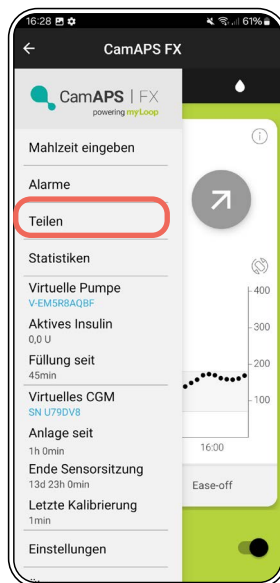 16:28
61%
CamAPS FX
CamAPS | FX
powering myLoop
Mahlzeit eingeben
Alarme
Teilen
Statistiken
Virtuelle Pumpe
V-EM5R8AQBF
Aktives Insulin
0,0 U
Füllung seit
45min
Virtuelles CGM
SN U79DV8
Anlage seit
1h 0min
Ende Sensorsitzung
13d 23h 0min
Letzte Kalibrierung
1min
Einstellungen
400
300
200
100
16:00
Ease-off